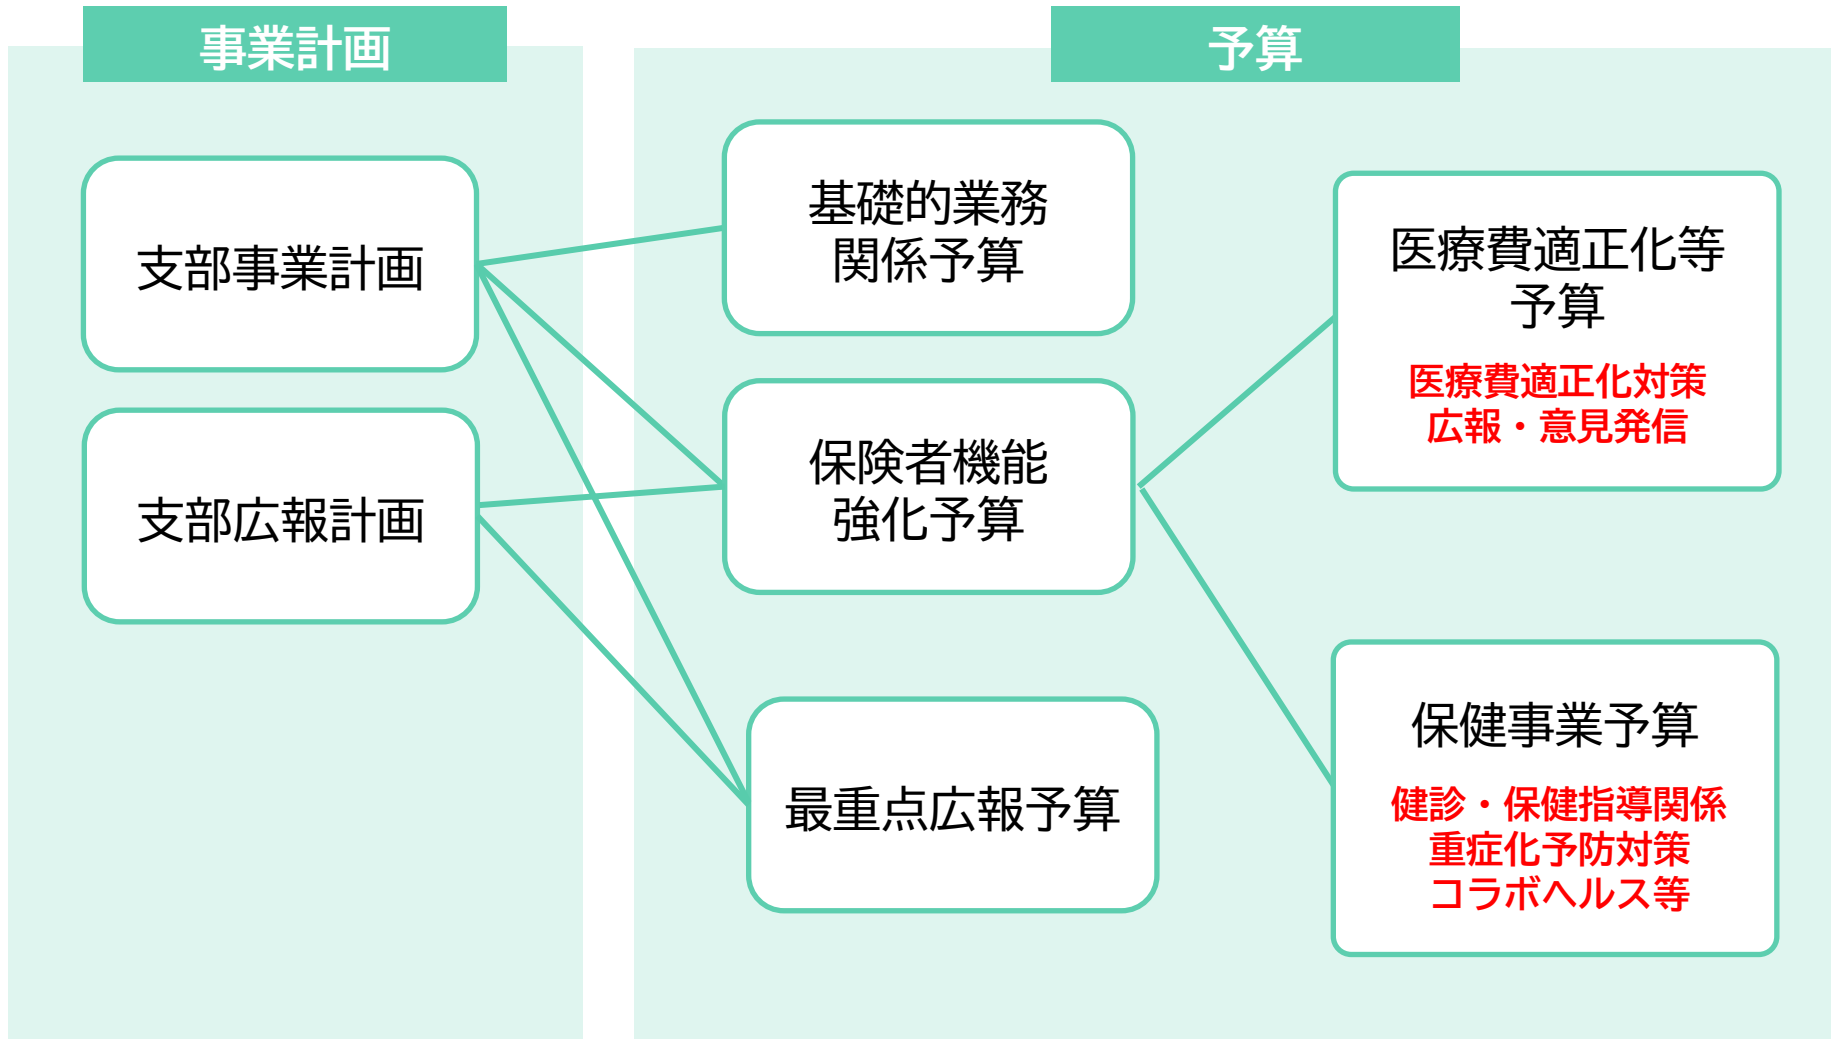 事業計画
予算
支部事業計画
支部広報計画
基礎的業務
関係予算
保険者機能
強化予算
最重点広報予算
医療費適正化等
予算
医療費適正化対策
広報・意見発信
保健事業予算
健診・保健指導関係
重症化予防対策
コラボヘルス等